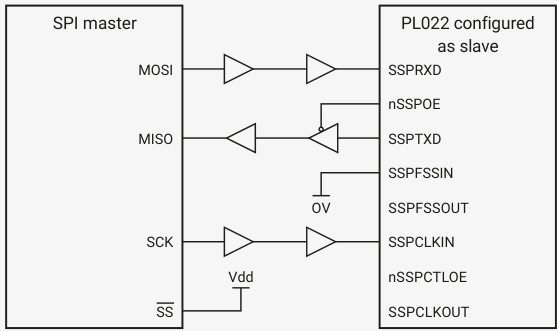 SPI master
PL022 configured
as slave
MOSI
SSPRXD
nSSPOE
MISO
SSPTXD
SSPFSSIN
0V
SSPFSSOUT
SCK
SSPCLKIN
Vdd
nSSPCTLOE
SS
SSPCLKOUT